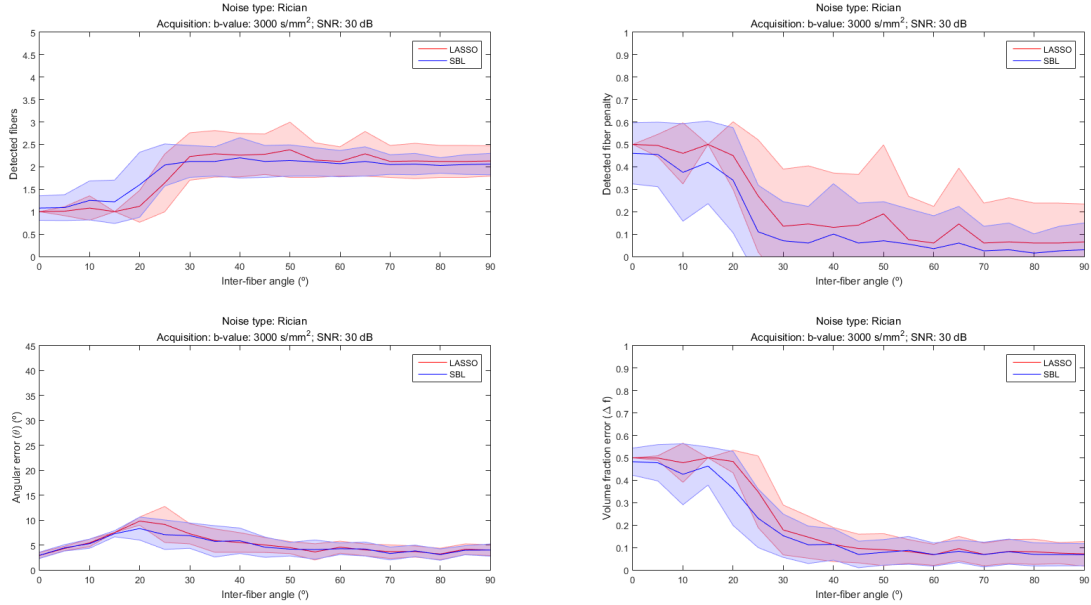 Noise type: Rician
Acquisition: b-value: 3000 s/mm²; SNR: 30 dB
5
4.5
4
3.5
3
2.5
2
1.5
1
0.5
0
Detected fibers
LASSO
SBL
0 10 20 30 40 50 60 70 80 90
Inter-fiber angle (º)
Noise type: Rician
Acquisition: b-value: 3000 s/mm²; SNR: 30 dB
1
0.9
0.8
0.7
0.6
0.5
0.4
0.3
0.2
0.1
0
Detected fiber penalty
LASSO
SBL
0 10 20 30 40 50 60 70 80 90
Inter-fiber angle (º)
Noise type: Rician
Acquisition: b-value: 3000 s/mm²; SNR: 30 dB
45
40
35
30
25
20
15
10
5
0
Angular error (θ) (º)
LASSO
SBL
0 10 20 30 40 50 60 70 80 90
Inter-fiber angle (º)
Noise type: Rician
Acquisition: b-value: 3000 s/mm²; SNR: 30 dB
1
0.9
0.8
0.7
0.6
0.5
0.4
0.3
0.2
0.1
0
Volume fraction error (Δ f)
LASSO
SBL
0 10 20 30 40 50 60 70 80 90
Inter-fiber angle (º)